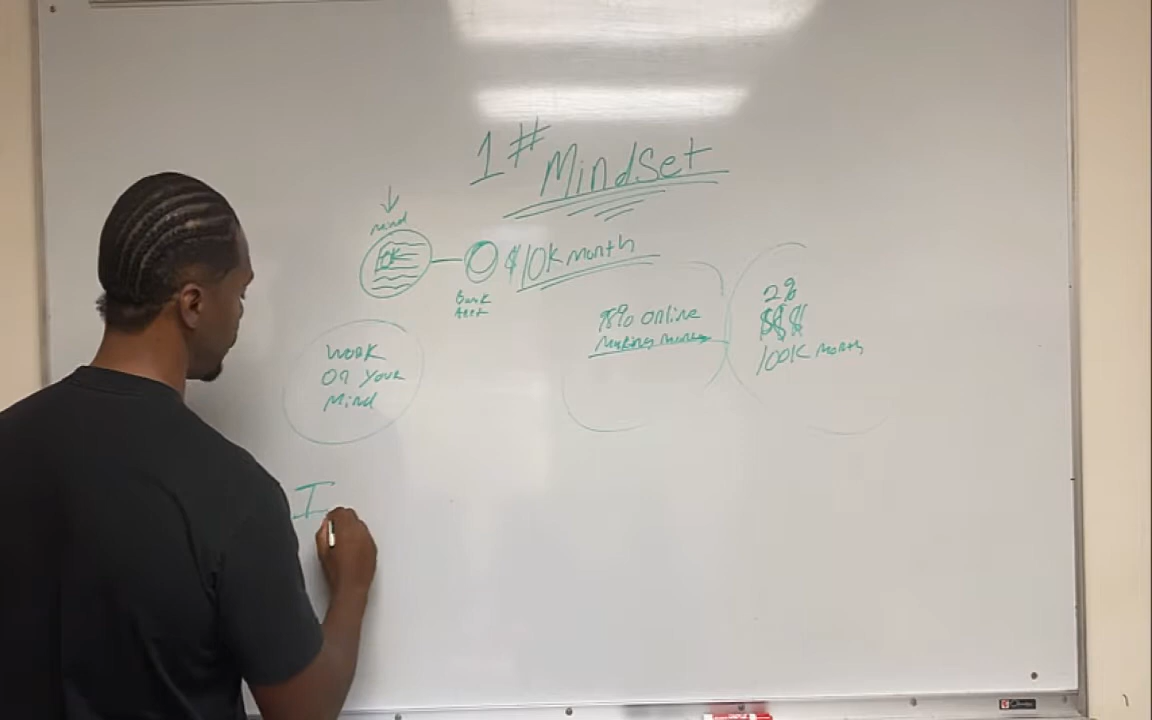 1# Mindset
Mind
10K
$10K month
Bank
Acct
98% Online
Making Money
2%
$$$
100K month
Work
On Your
Mind
I